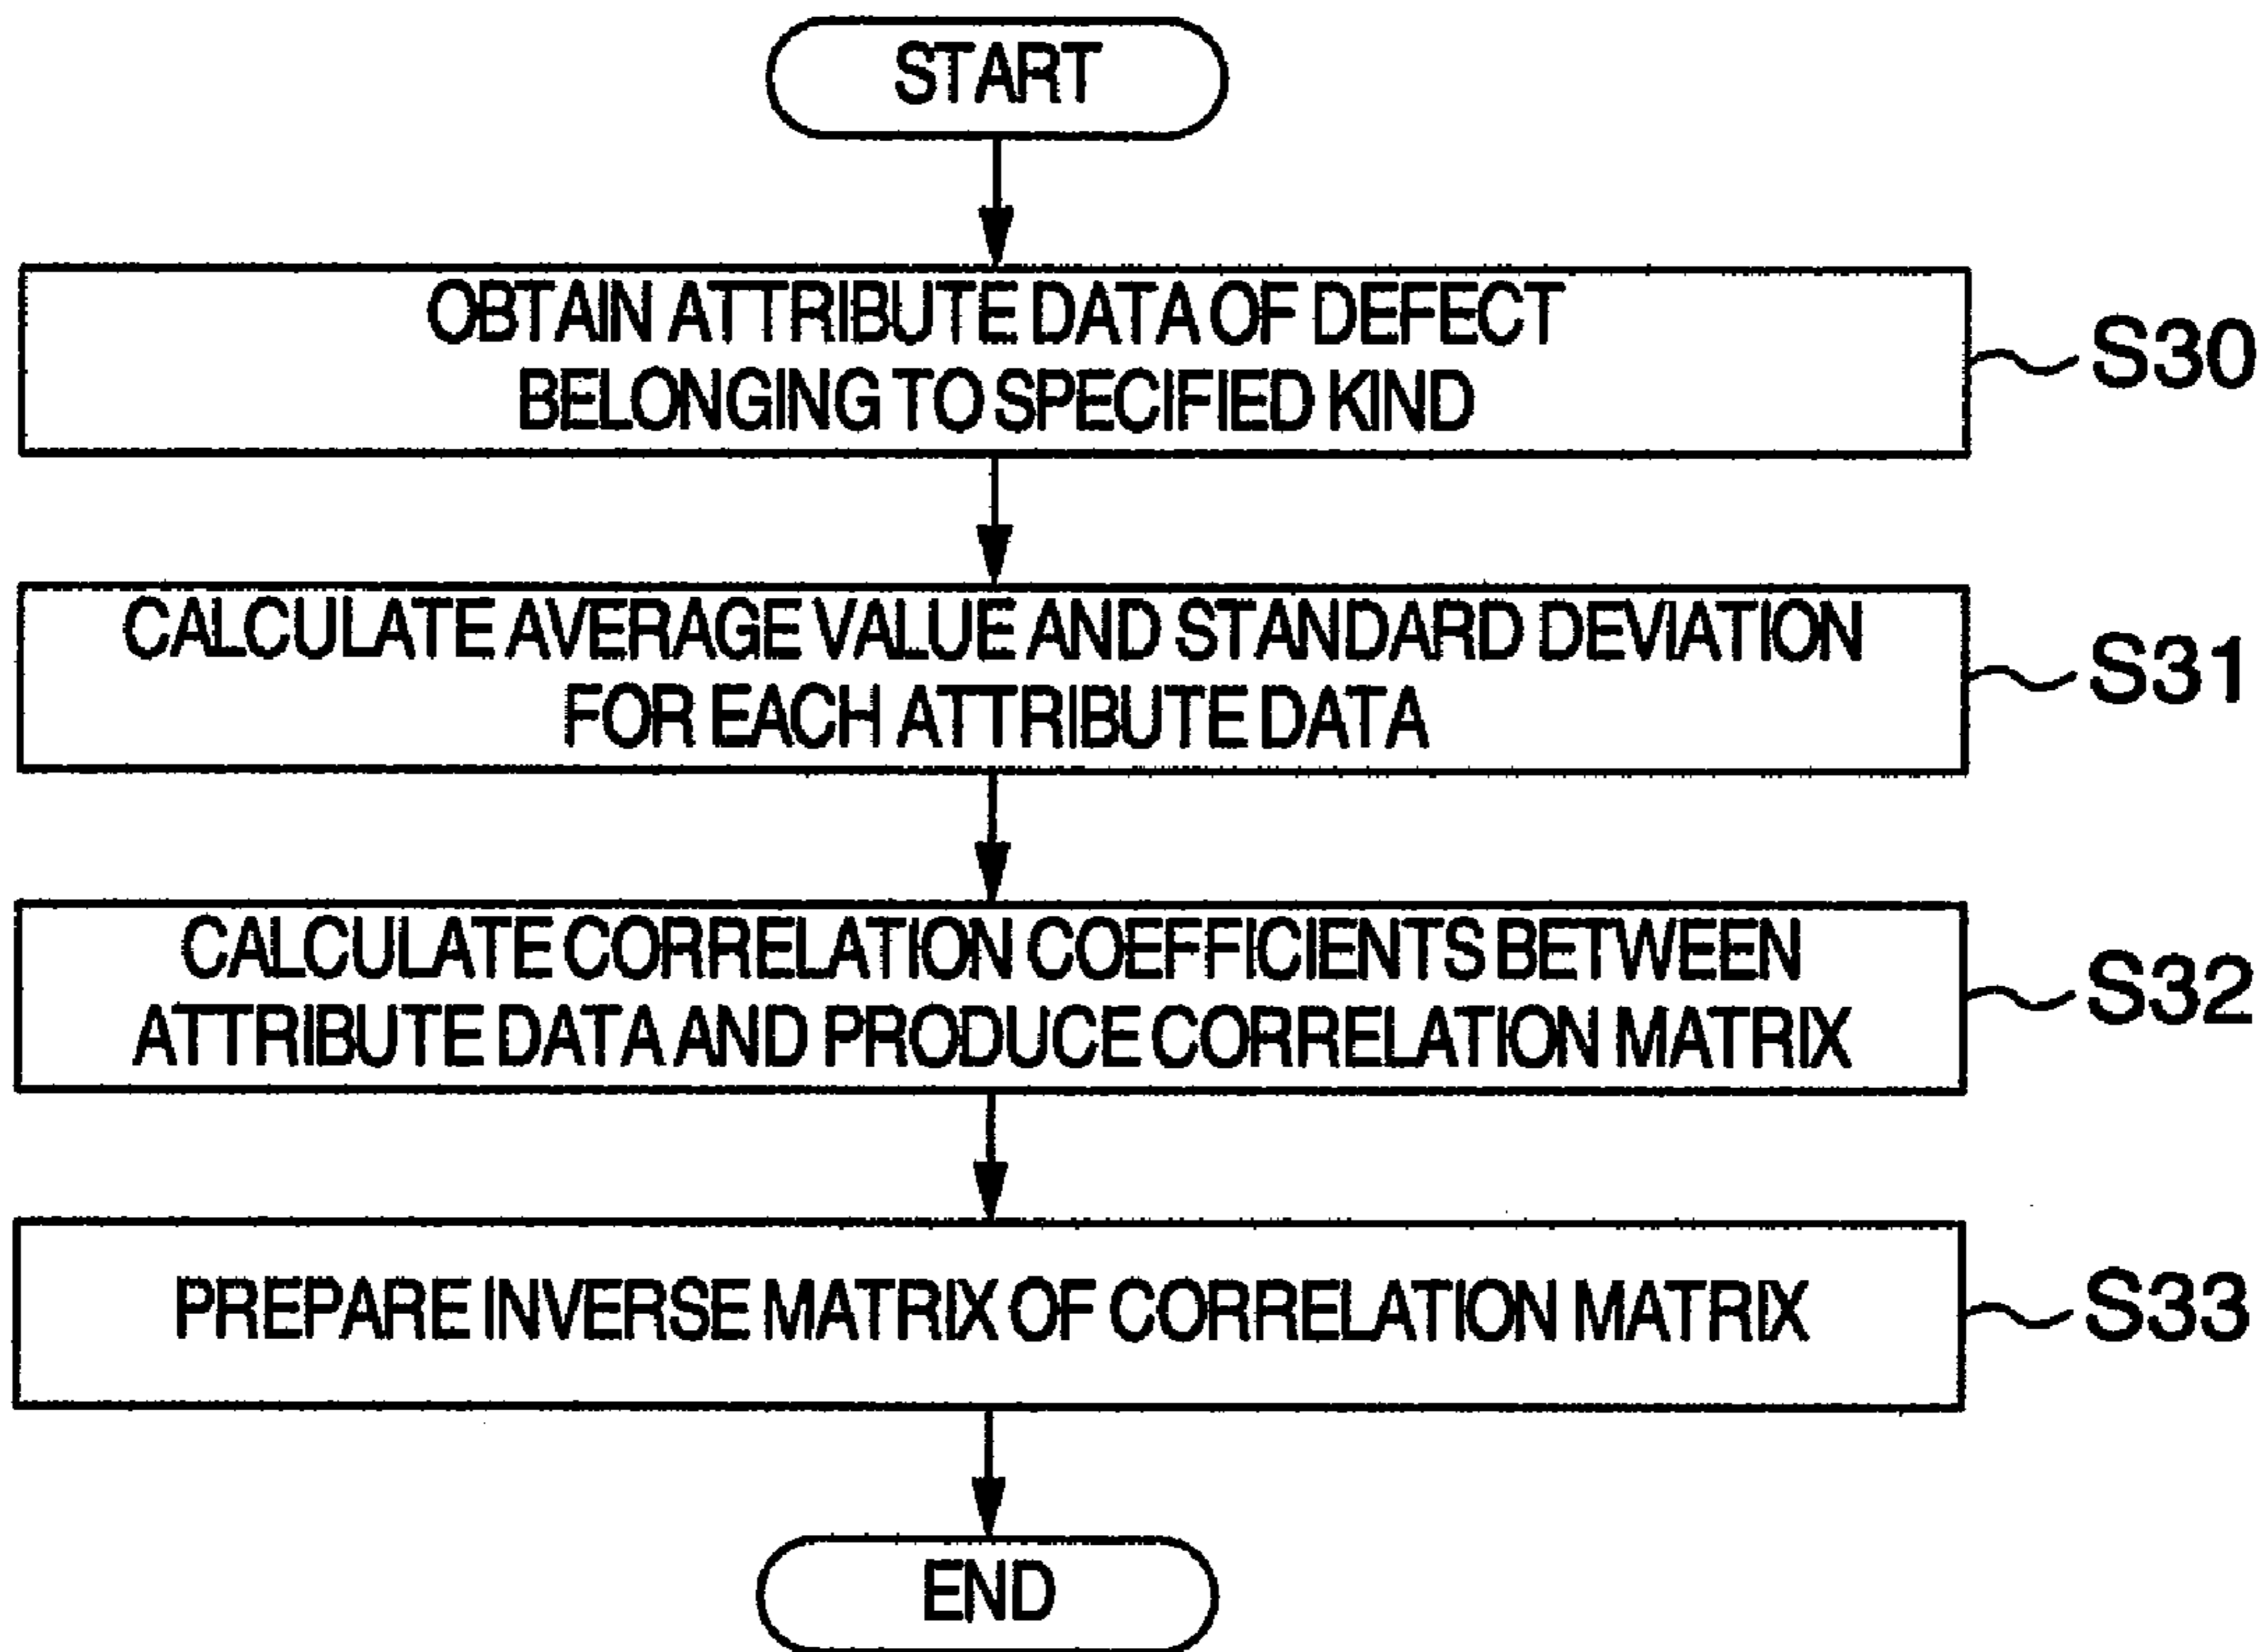 START
OBTAIN ATTRIBUTE DATA OF DEFECT
BELONGING TO SPECIFIED KIND
S30
CALCULATE AVERAGE VALUE AND STANDARD DEVIATION
FOR EACH ATTRIBUTE DATA
S31
CALCULATE CORRELATION COEFFICIENTS BETWEEN
ATTRIBUTE DATA AND PRODUCE CORRELATION MATRIX
S32
PREPARE INVERSE MATRIX OF CORRELATION MATRIX
S33
END